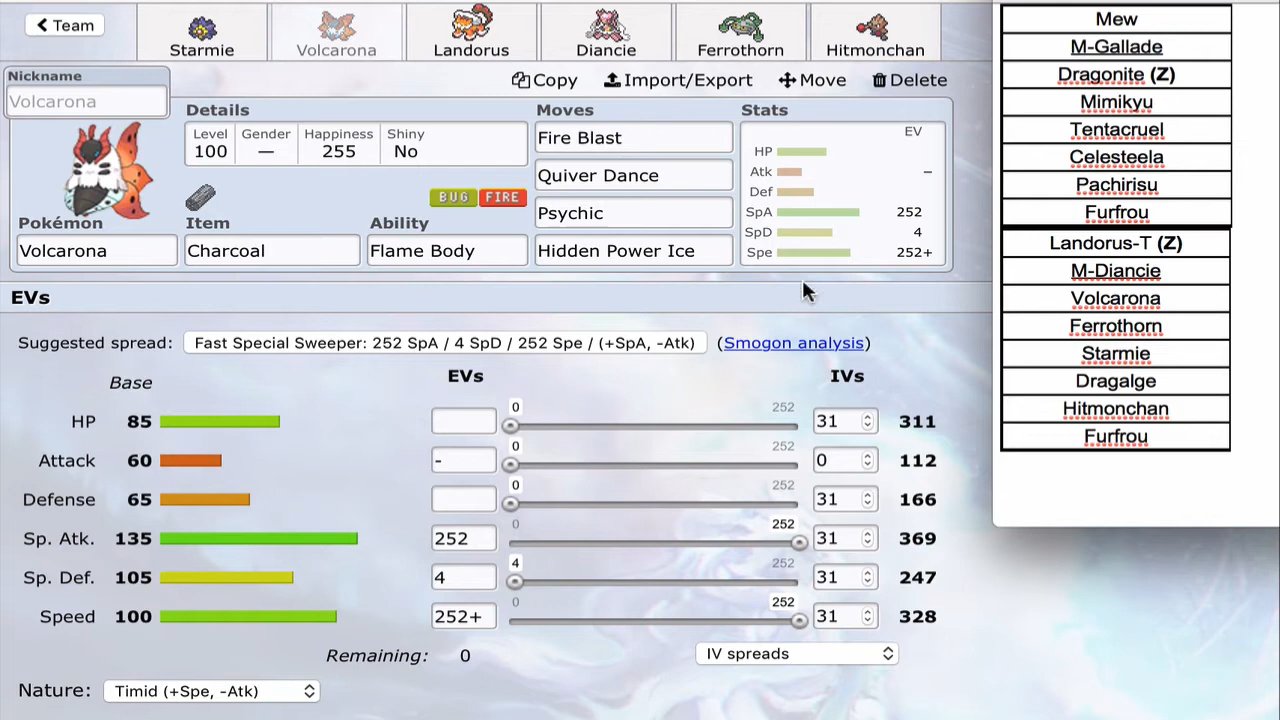 Team
Starmie
Volcarona
Landorus
Diancie
Ferrothorn
Hitmonchan
Copy
Import/Export
Move
Delete
Nickname
Volcarona
Details
Level
100
Gender
—
Happiness
255
Shiny
No
BUG FIRE
Pokémon
Volcarona
Item
Charcoal
Ability
Flame Body
Moves
Fire Blast
Quiver Dance
Psychic
Hidden Power Ice
Stats
EV
HP
Atk –
Def
SpA 252
SpD 4
Spe 252+
EVs
Suggested spread: Fast Special Sweeper: 252 SpA / 4 SpD / 252 Spe / (+SpA, -Atk) (Smogon analysis)
Base EVs IVs
HP 85 0 252 31 311
Attack 60 - 0 252 0 112
Defense 65 0 252 31 166
Sp. Atk. 135 252 0 252 31 369
Sp. Def. 105 4 4 252 31 247
Speed 100 252+ 0 252 31 328
Remaining: 0 IV spreads
Nature: Timid (+Spe, -Atk)
Mew
M-Gallade
Dragonite (Z)
Mimikyu
Tentacruel
Celesteela
Pachirisu
Furfrou
Landorus-T (Z)
M-Diancie
Volcarona
Ferrothorn
Starmie
Dragalge
Hitmonchan
Furfrou